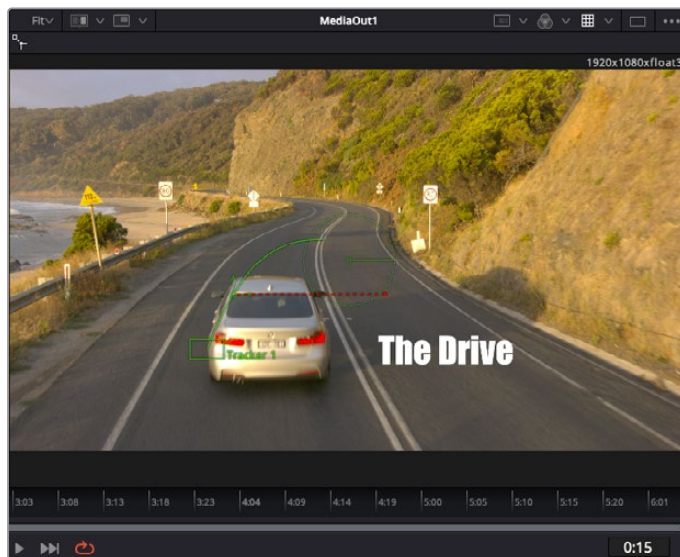 Fit
MediaOut1
1920x1080xfloat3
Tracker 1
The Drive
3:03 3:08 3:13 3:18 3:23 4:04 4:09 4:14 4:19 5:00 5:05 5:10 5:15 5:20 6:01
0:15